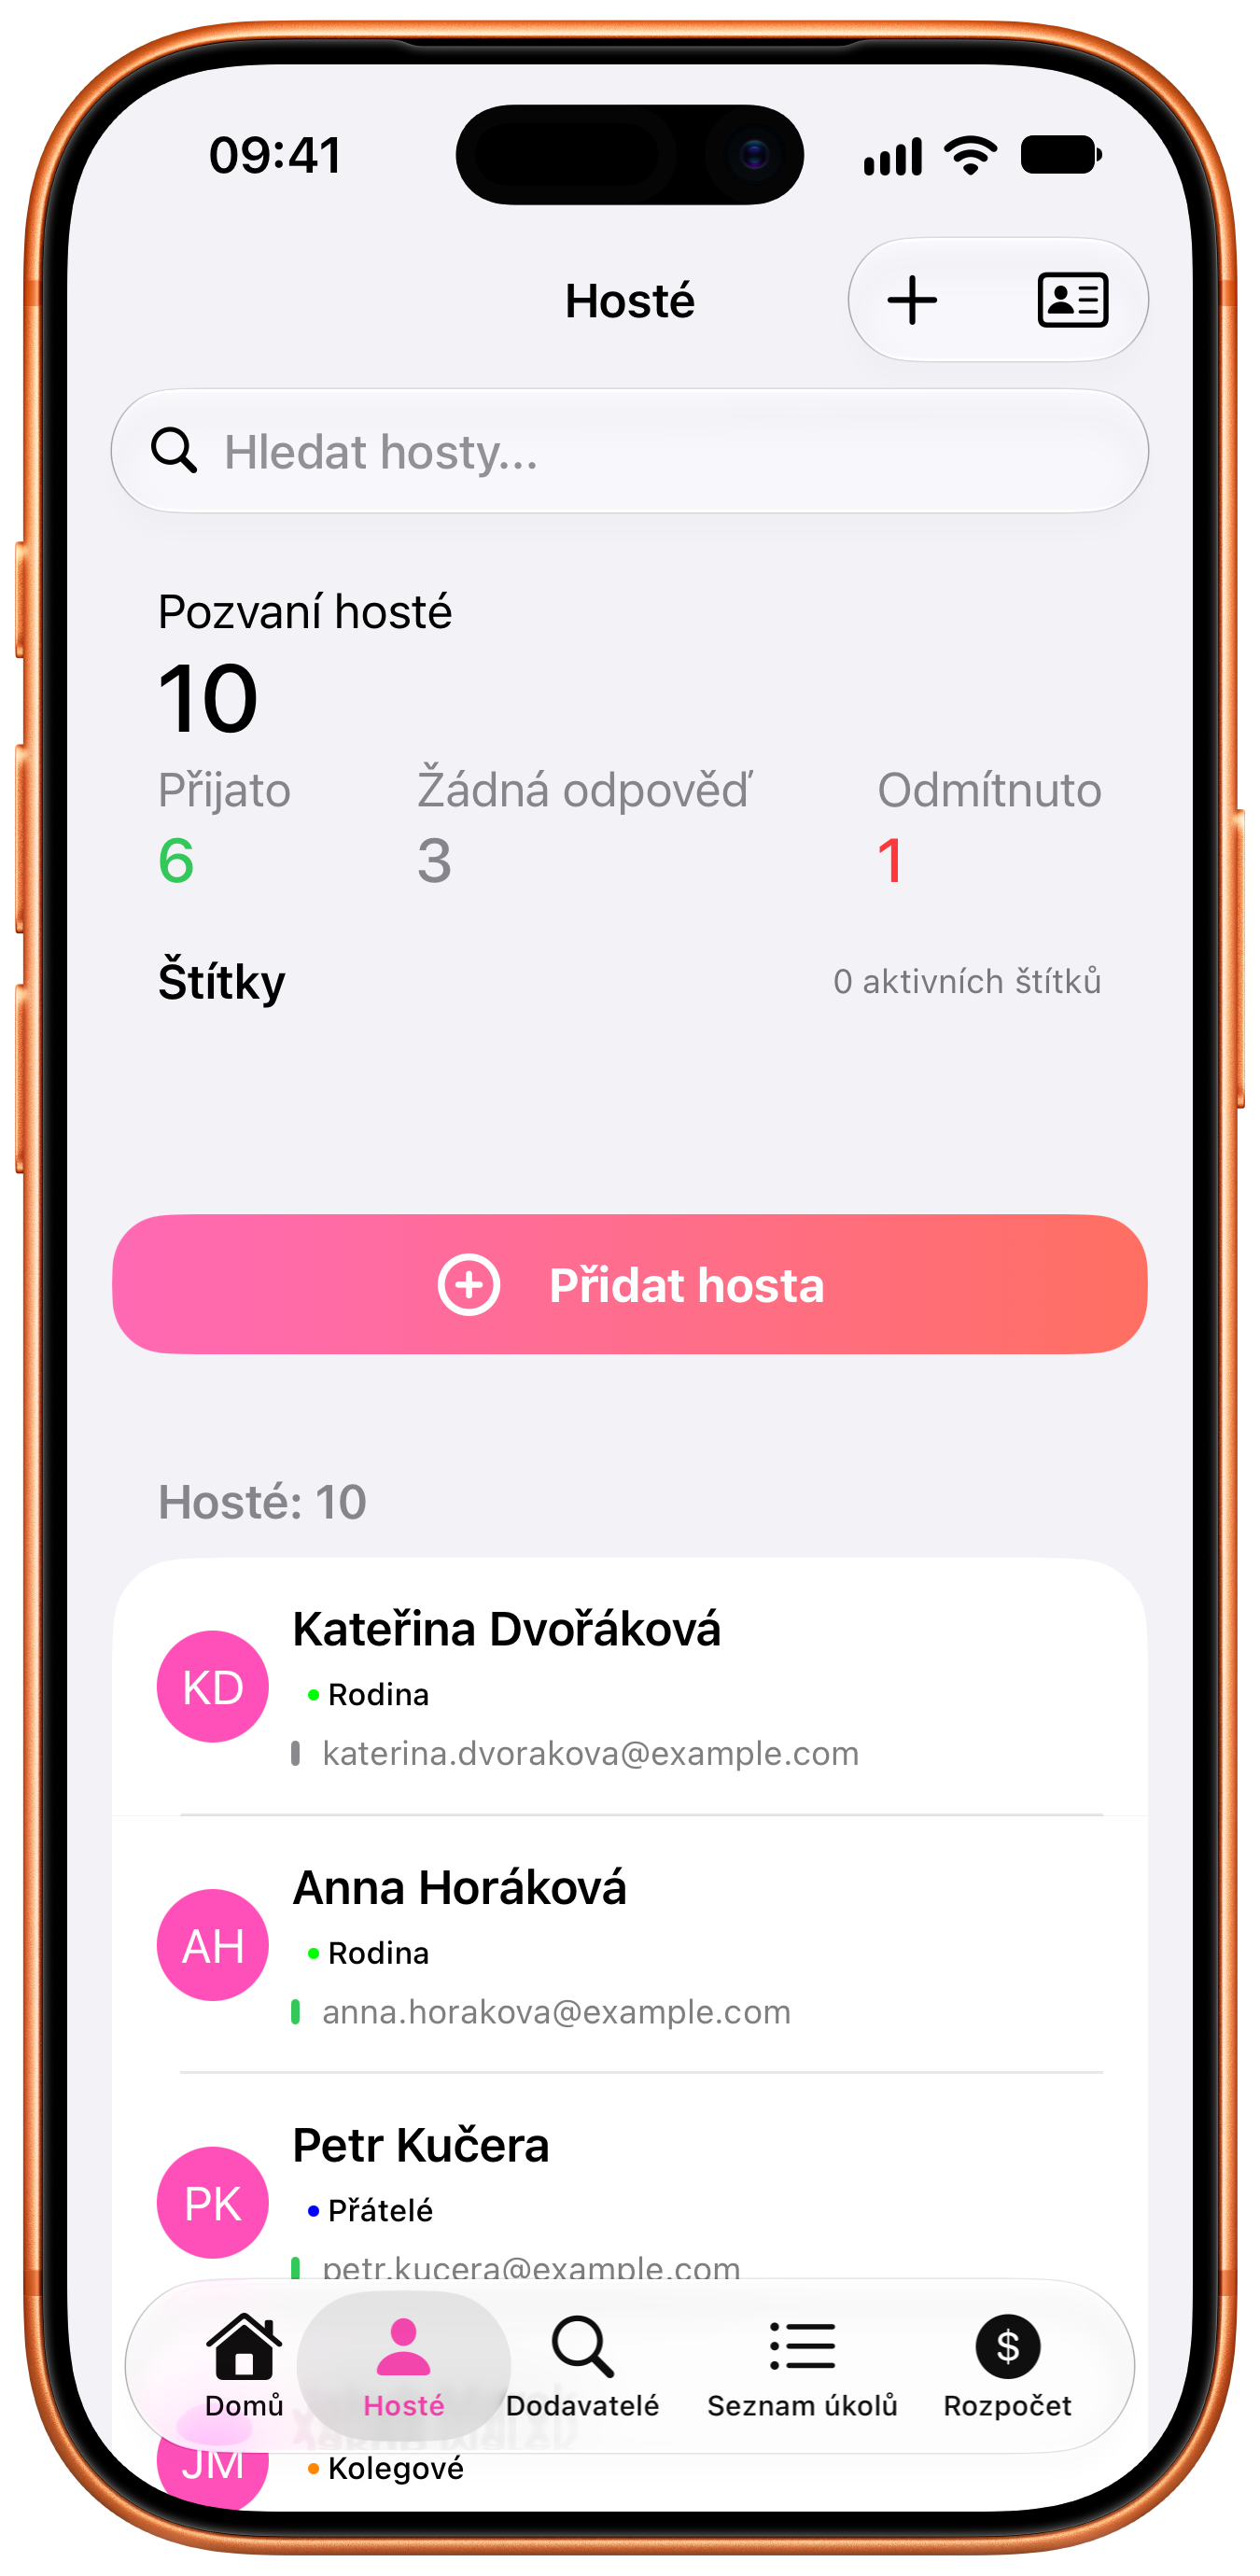 09:41
Hosté
Hledat hosty...
Pozvaní hosté
10
Přijato Žádná odpověď Odmítnuto
6 3 1
Štítky 0 aktivních štítků
Přidat hosta
Hosté: 10
Kateřina Dvořáková
KD
Rodina
katerina.dvorakova@example.com
Anna Horáková
AH
Rodina
anna.horakova@example.com
Petr Kučera
PK
Přátelé
petr.kucera@example.com
$
Domů Hosté Dodavatelé Seznam úkolů Rozpočet
JM
Kolegové